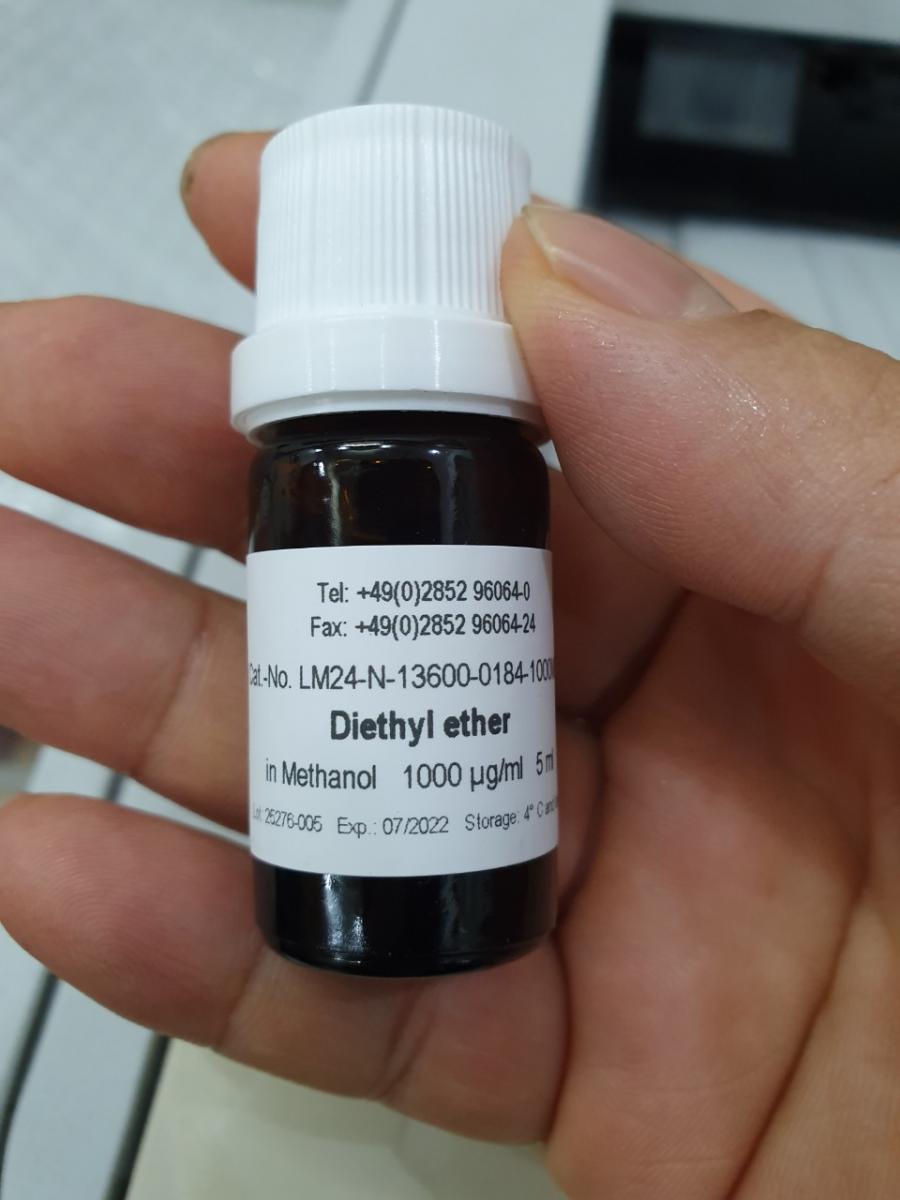 Tel: +49(0)2852 96064-0
Fax: +49(0)2852 96064-24
Cat.-No. LM24-N-13600-0184-1000
Diethyl ether
in Methanol 1000 µg/ml 5 ml
Lot 25276-005 Exp.: 07/2022 Storage: 4° C and